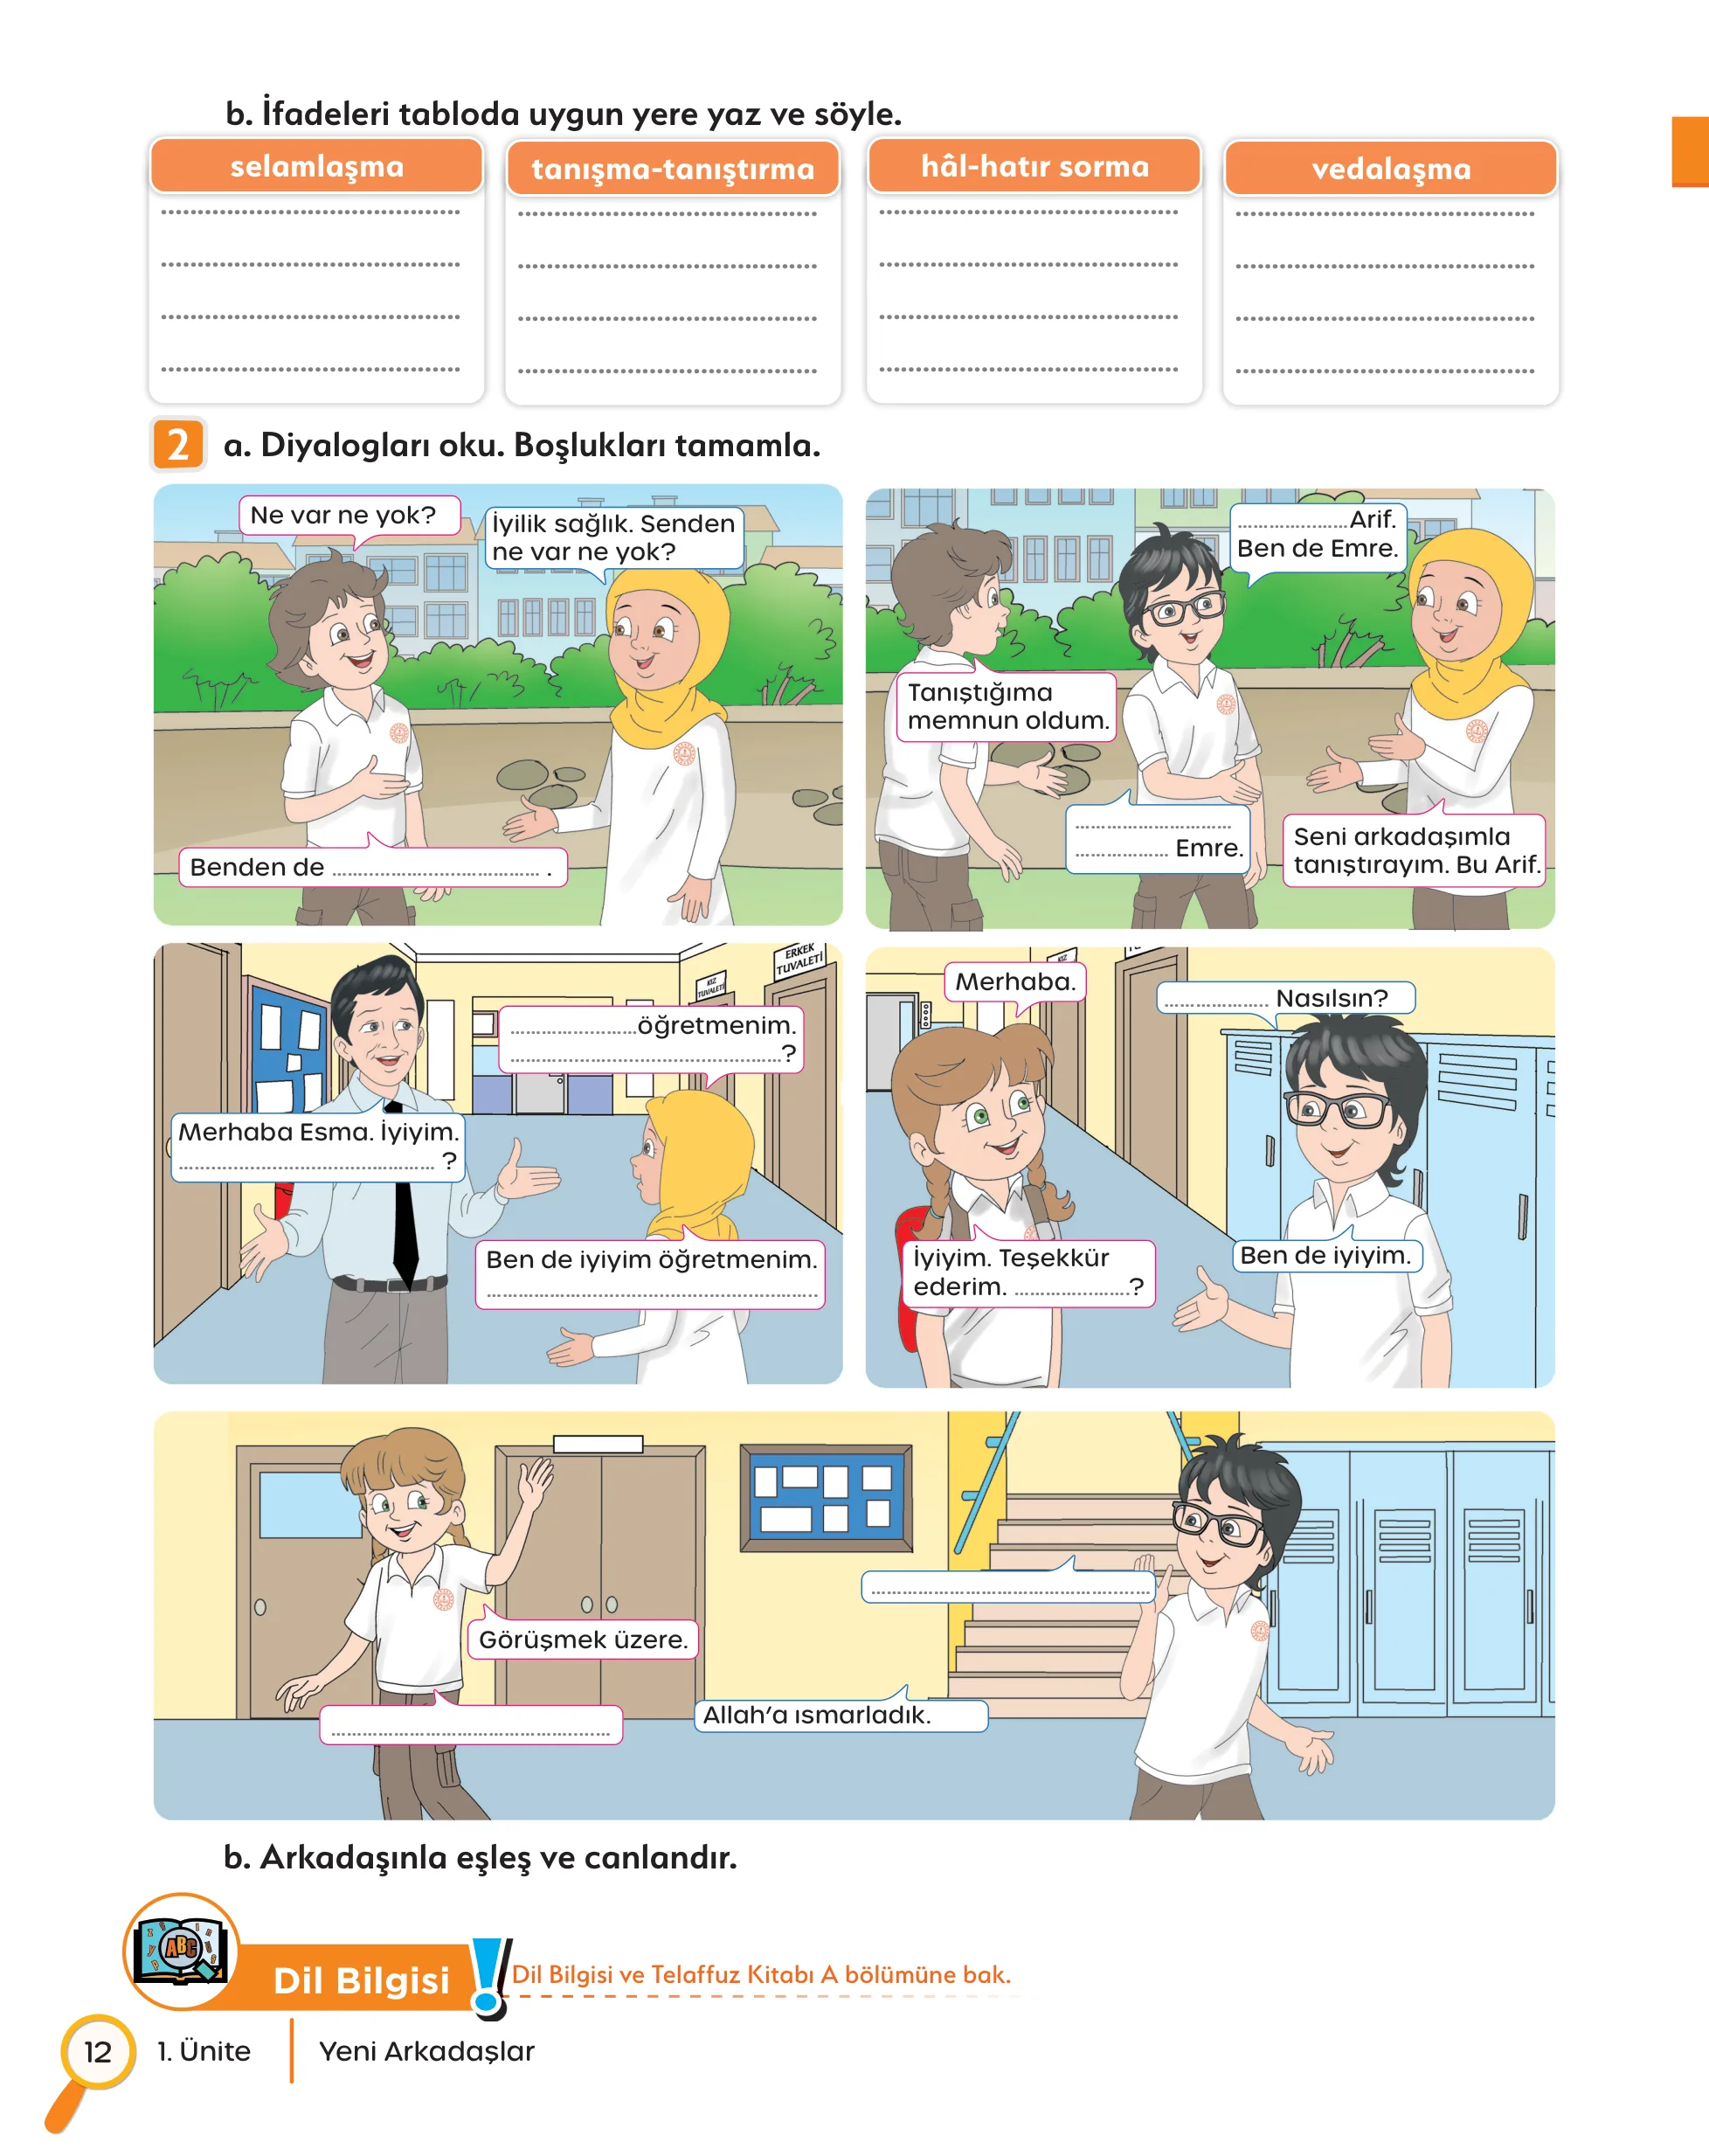 b. İfadeleri tabloda uygun yere yaz ve söyle.
selamlaşma
tanışma-tanıştırma
hâl-hatır sorma
vedalaşma
2 a. Diyalogları oku. Boşlukları tamamla.
Ne var ne yok?
İyilik sağlık. Senden
ne var ne yok?
Benden de .................................... .
....................Arif.
Ben de Emre.
Tanıştığıma
memnun oldum.
..............................
.................. Emre.
Seni arkadaşımla
tanıştırayım. Bu Arif.
ERKEK
TUVALETİ
KIZ
TUVALETİ
.......................öğretmenim.
..................................................?
Merhaba Esma. İyiyim.
............................................... ?
Ben de iyiyim öğretmenim.
.............................................................
KIZ
Merhaba.
................... Nasılsın?
İyiyim. Teşekkür
ederim. .....................?
Ben de iyiyim.
....................................................
Görüşmek üzere.
...................................................
Allah'a ısmarladık.
b. Arkadaşınla eşleş ve canlandır.
ABC
Dil Bilgisi
Dil Bilgisi ve Telaffuz Kitabı A bölümüne bak.
12 1. Ünite Yeni Arkadaşlar